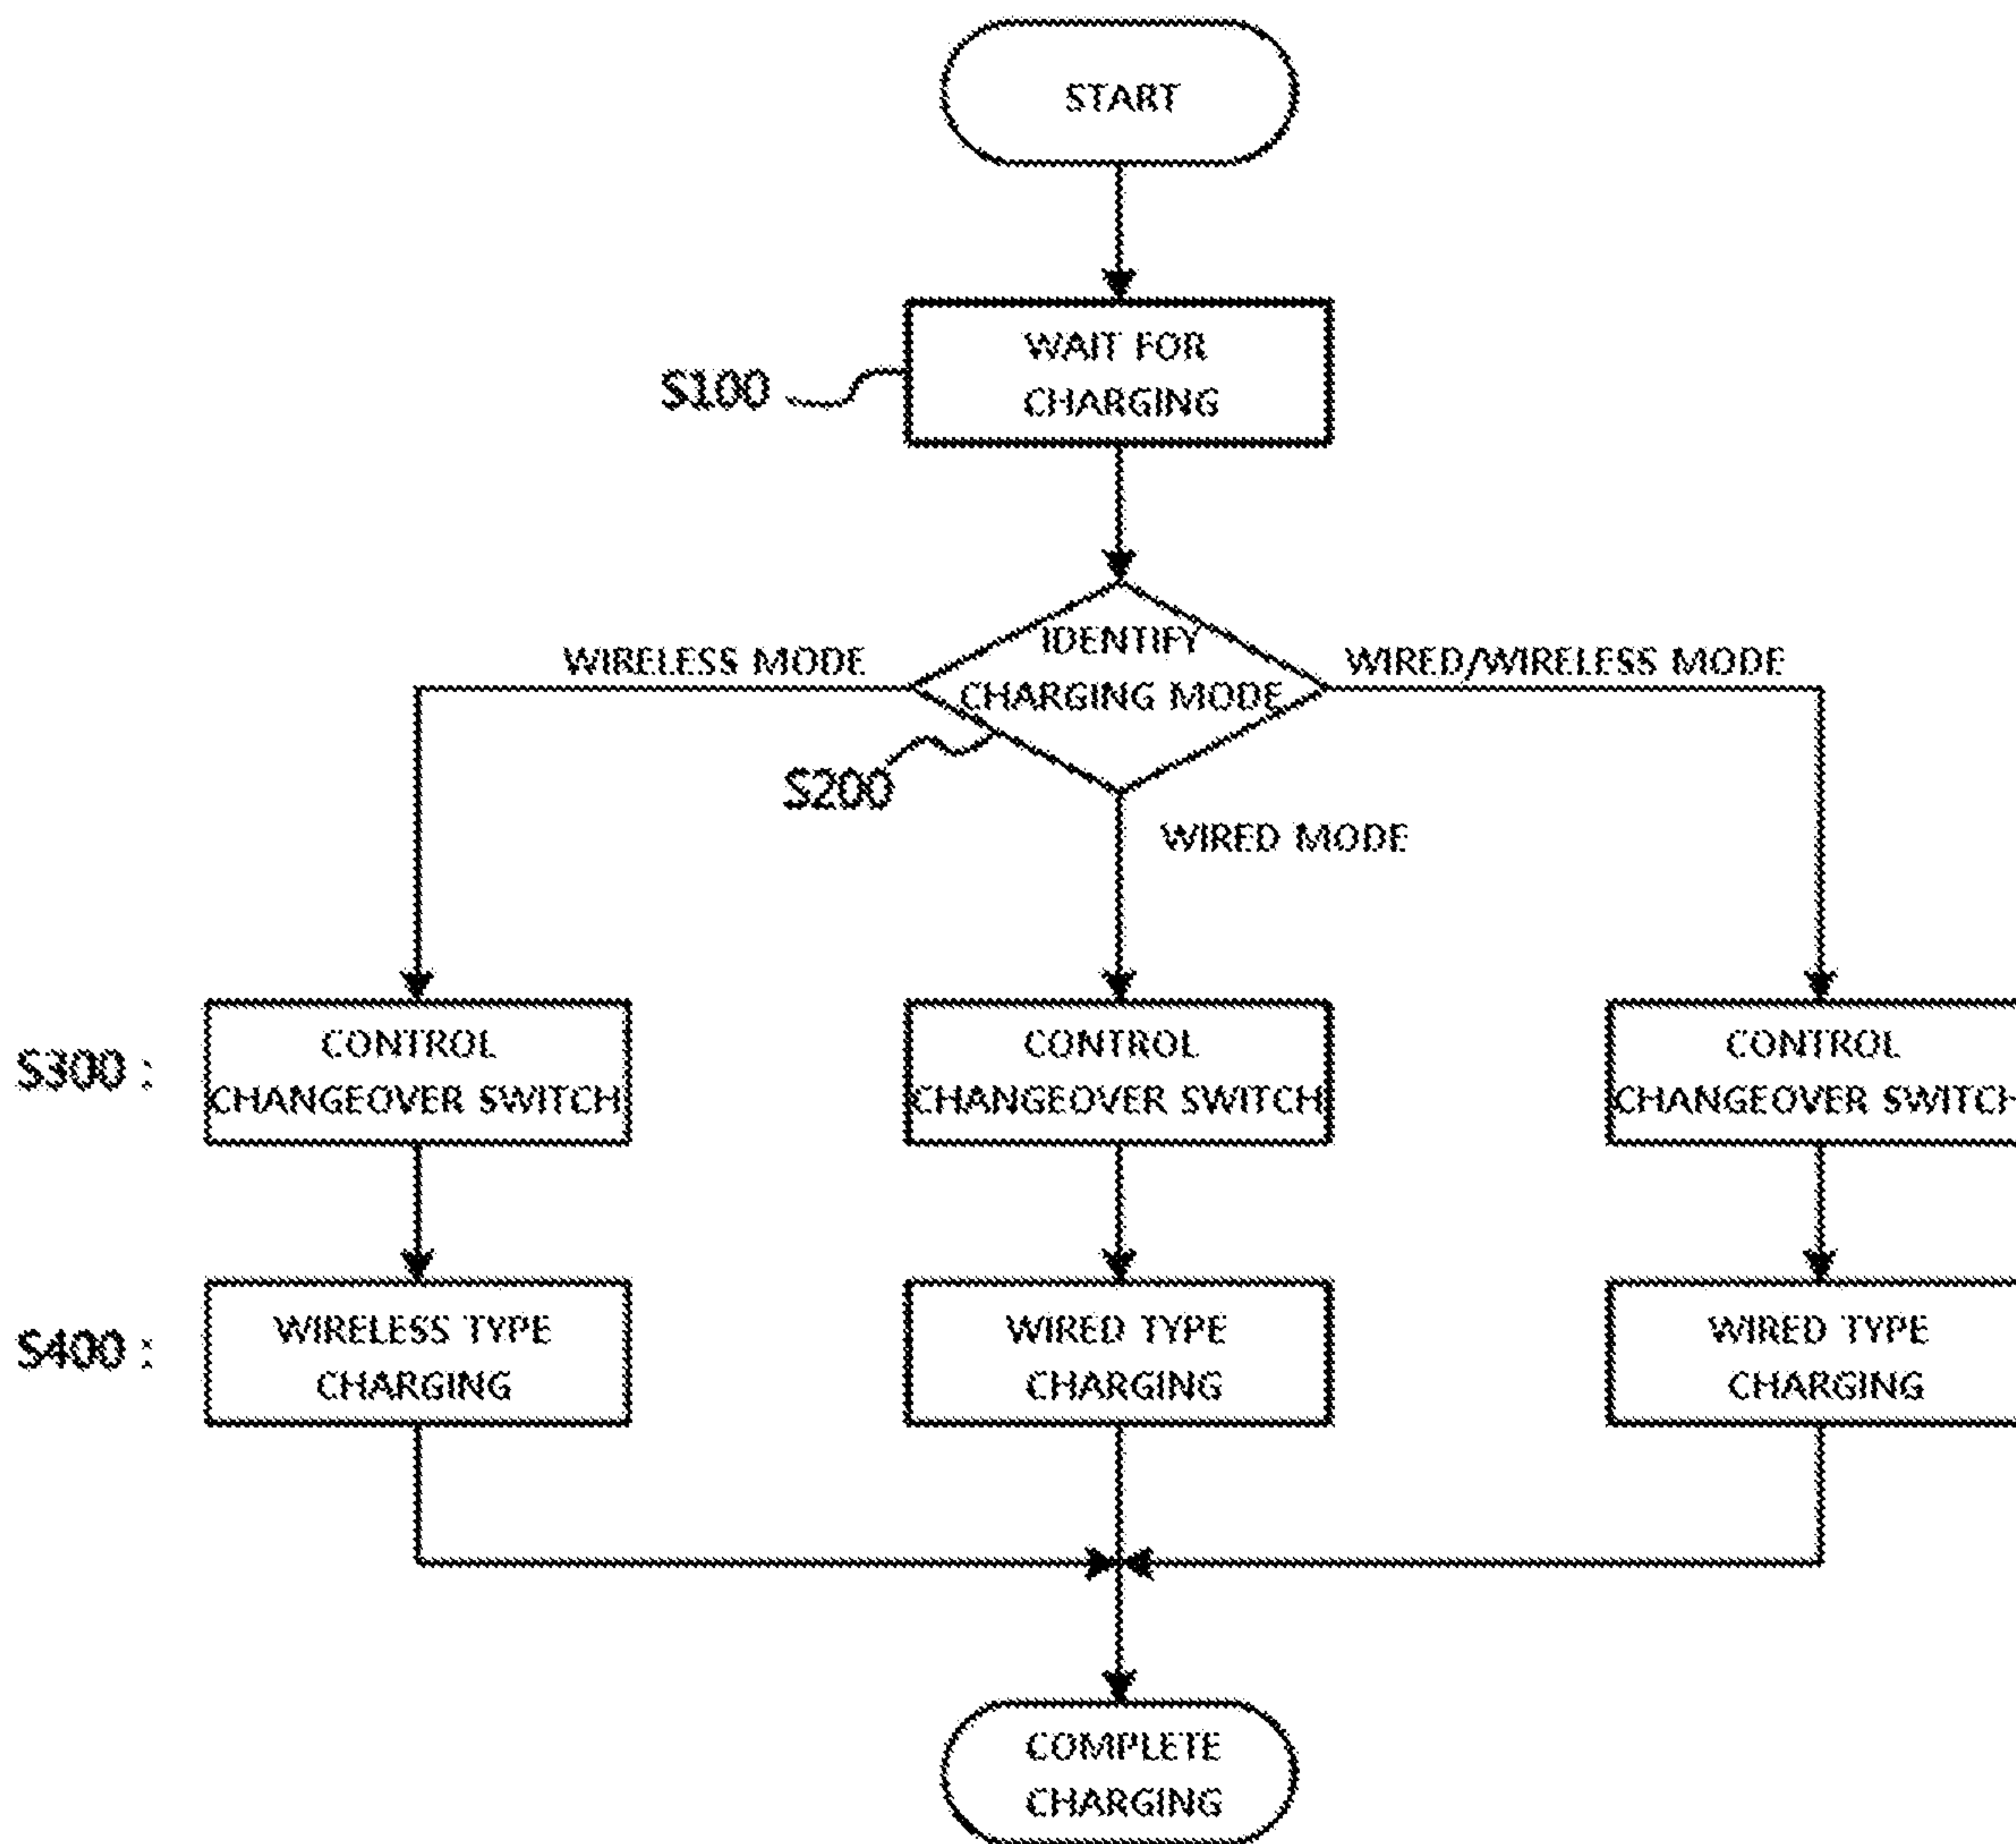 START
WAIT FOR
CHARGING
S100
IDENTIFY
CHARGING MODE
WIRELESS MODE
WIRED/WIRELESS MODE
S200
WIRED MODE
S300 :
CONTROL
CHANGEOVER SWITCH
CONTROL
CHANGEOVER SWITCH
CONTROL
CHANGEOVER SWITCH
S400 :
WIRELESS TYPE
CHARGING
WIRED TYPE
CHARGING
WIRED TYPE
CHARGING
COMPLETE
CHARGING